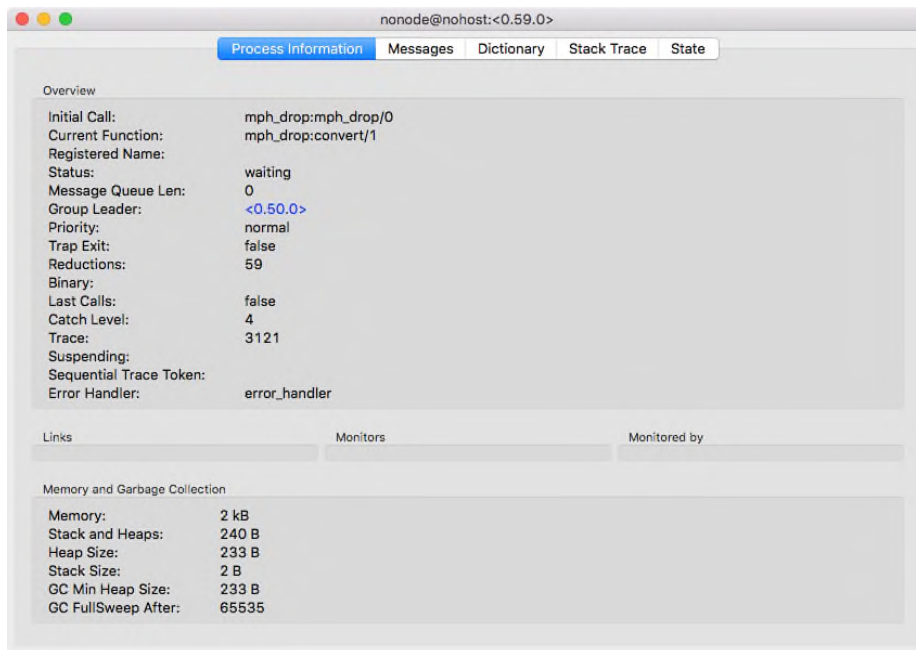 nonode@nohost:<0.59.0>
Process Information Messages Dictionary Stack Trace State
Overview
Initial Call: mph_drop:mph_drop/0
Current Function: mph_drop:convert/1
Registered Name:
Status: waiting
Message Queue Len: 0
Group Leader: <0.50.0>
Priority: normal
Trap Exit: false
Reductions: 59
Binary:
Last Calls: false
Catch Level: 4
Trace: 3121
Suspending:
Sequential Trace Token:
Error Handler: error_handler
Links Monitors Monitored by
Memory and Garbage Collection
Memory: 2 kB
Stack and Heaps: 240 B
Heap Size: 233 B
Stack Size: 2 B
GC Min Heap Size: 233 B
GC FullSweep After: 65535